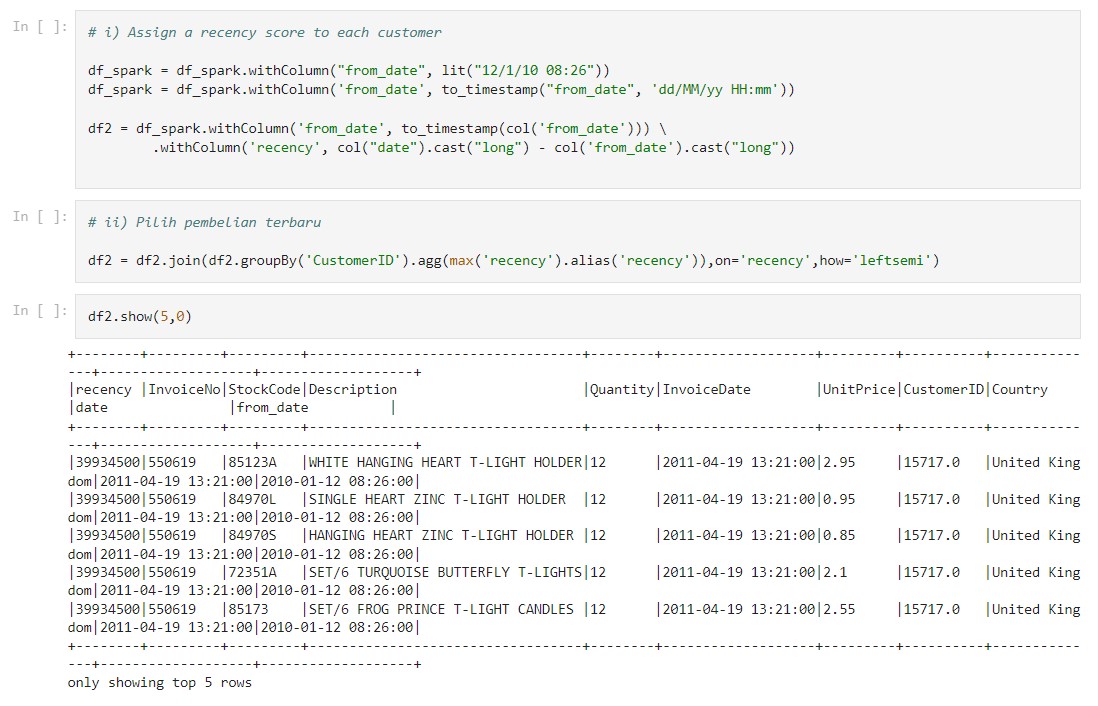 In [ ]:
# i) Assign a recency score to each customer
df_spark = df_spark.withColumn("from_date", lit("12/1/10 08:26"))
df_spark = df_spark.withColumn('from_date', to_timestamp("from_date", 'dd/MM/yy HH:mm'))
df2 = df_spark.withColumn('from_date', to_timestamp(col('from_date'))) \
        .withColumn('recency', col("date").cast("long") - col('from_date').cast("long"))
In [ ]:
# ii) Pilih pembelian terbaru
df2 = df2.join(df2.groupBy('CustomerID').agg(max('recency').alias('recency')),on='recency',how='leftsemi')
In [ ]:
df2.show(5,0)
+--------+---------+---------+----------------------------------+--------+-------------------+---------+----------+-----------
---+-------------------+-------------------+
|recency |InvoiceNo|StockCode|Description                       |Quantity|InvoiceDate        |UnitPrice|CustomerID|Country
|date               |from_date          |
+--------+---------+---------+----------------------------------+--------+-------------------+---------+----------+-----------
---+-------------------+-------------------+
|39934500|550619   |85123A   |WHITE HANGING HEART T-LIGHT HOLDER|12      |2011-04-19 13:21:00|2.95     |15717.0   |United King
dom|2011-04-19 13:21:00|2010-01-12 08:26:00|
|39934500|550619   |84970L   |SINGLE HEART ZINC T-LIGHT HOLDER  |12      |2011-04-19 13:21:00|0.95     |15717.0   |United King
dom|2011-04-19 13:21:00|2010-01-12 08:26:00|
|39934500|550619   |84970S   |HANGING HEART ZINC T-LIGHT HOLDER |12      |2011-04-19 13:21:00|0.85     |15717.0   |United King
dom|2011-04-19 13:21:00|2010-01-12 08:26:00|
|39934500|550619   |72351A   |SET/6 TURQUOISE BUTTERFLY T-LIGHTS|12      |2011-04-19 13:21:00|2.1      |15717.0   |United King
dom|2011-04-19 13:21:00|2010-01-12 08:26:00|
|39934500|550619   |85173    |SET/6 FROG PRINCE T-LIGHT CANDLES |12      |2011-04-19 13:21:00|2.55     |15717.0   |United King
dom|2011-04-19 13:21:00|2010-01-12 08:26:00|
+--------+---------+---------+----------------------------------+--------+-------------------+---------+----------+-----------
---+-------------------+-------------------+
only showing top 5 rows